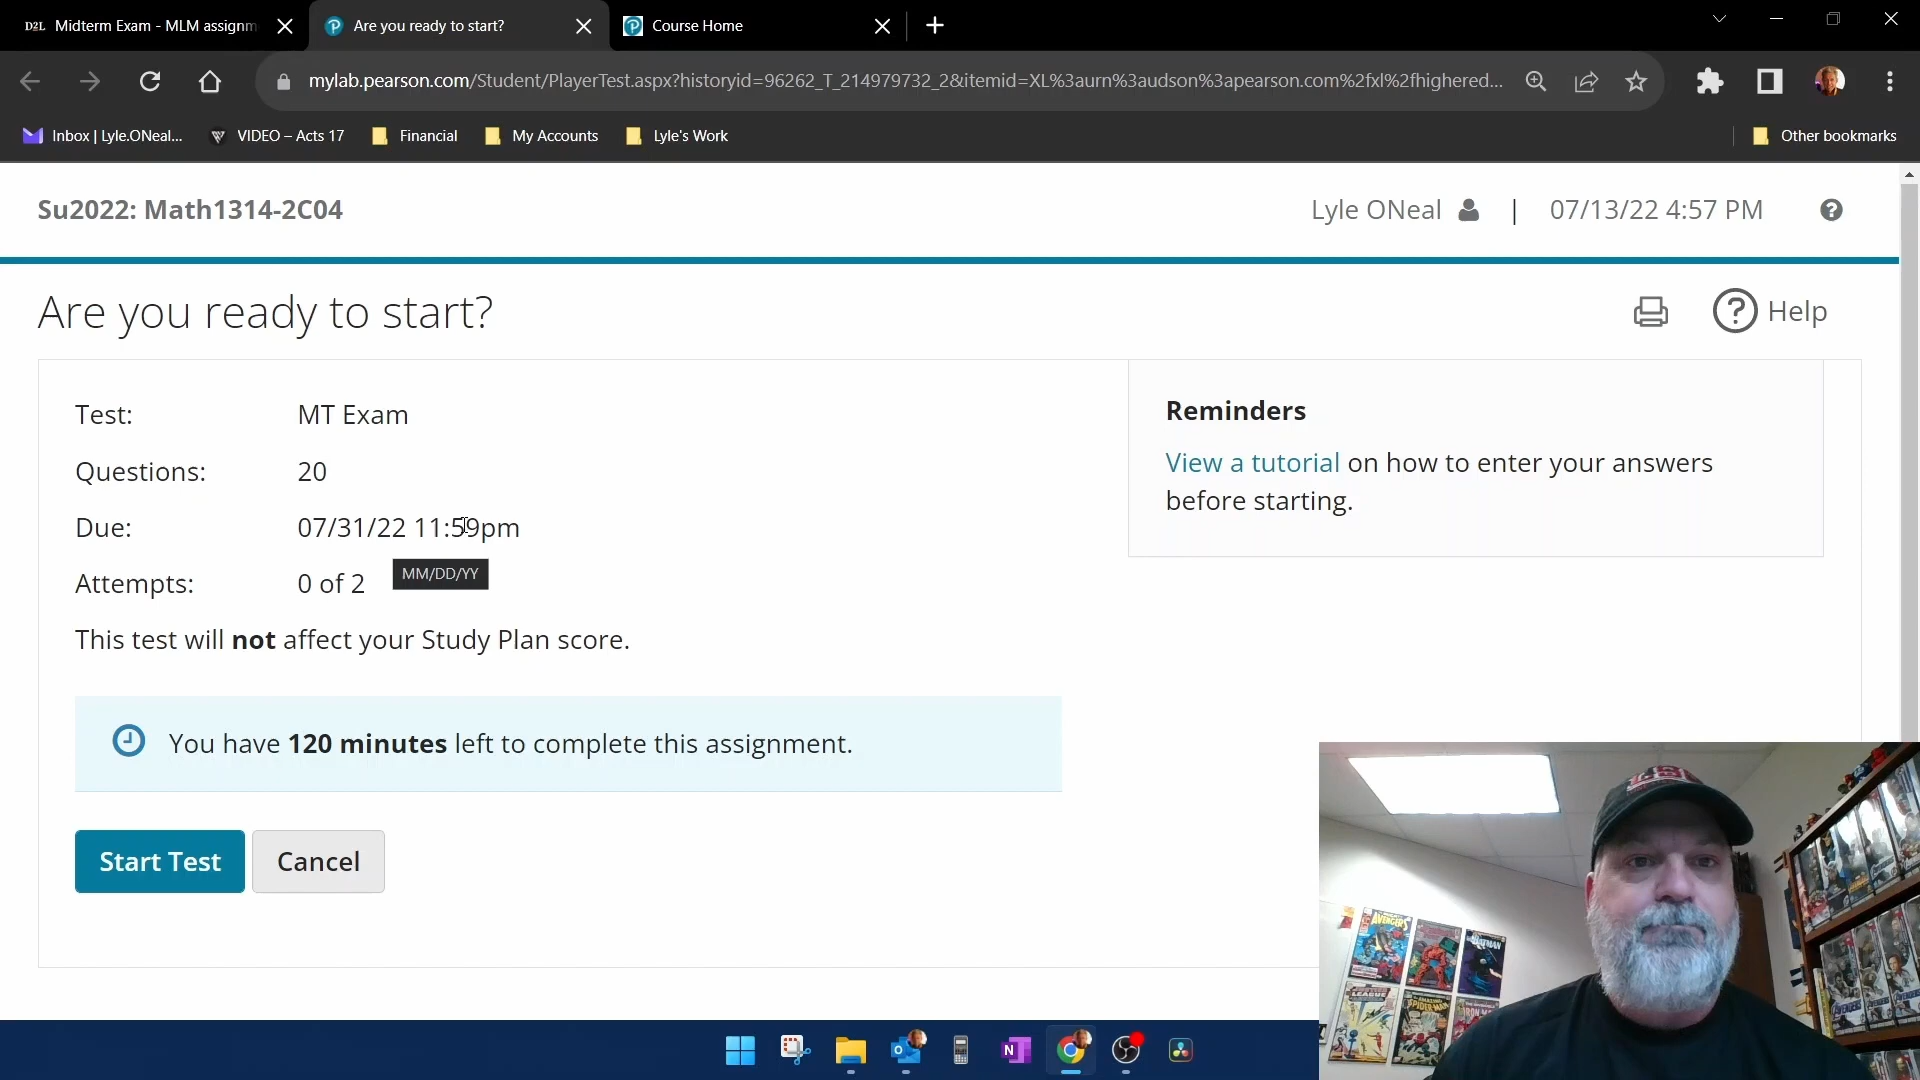 D2L Midterm Exam - MLM assignm
Are you ready to start?
Course Home
mylab.pearson.com/Student/PlayerTest.aspx?historyid=96262_T_214979732_2&itemid=XL%3aurn%3audson%3apearson.com%2fxl%2fhighered...
Inbox | Lyle.ONeal...
VIDEO – Acts 17
Financial
My Accounts
Lyle's Work
Other bookmarks
Su2022: Math1314-2C04
Lyle ONeal | 07/13/22 4:57 PM
Are you ready to start?
Help
Test: MT Exam
Questions: 20
Due: 07/31/22 11:59pm
Attempts: 0 of 2
MM/DD/YY
This test will not affect your Study Plan score.
You have 120 minutes left to complete this assignment.
Start Test
Cancel
Reminders
View a tutorial on how to enter your answers
before starting.
AVENGERS
BATMAN
LEAGUE